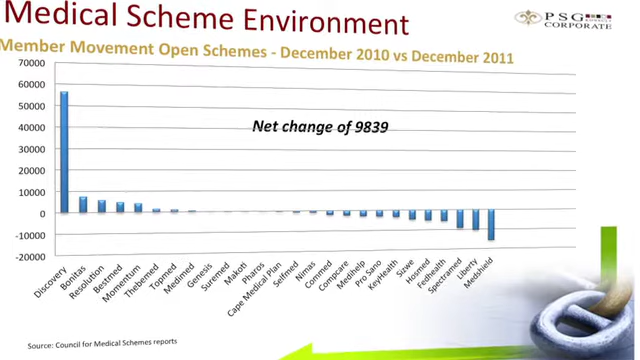 Medical Scheme Environment
PSG
CORPORATE
Member Movement Open Schemes - December 2010 vs December 2011
70000
60000
50000
40000
30000
20000
10000
0
-10000
-20000
Net change of 9839
Discovery
Bonitas
Resolution
Bestmed
Momentum
Thebemed
Topmed
Medimed
Genesis
Suremed
Makoti
Pharos
Cape Medical Plan
Selfmed
Nimas
Commed
Compcare
Medihelp
Pro Sano
KeyHealth
Sizwe
Hosmed
Fedhealth
Spectramed
Liberty
Medshield
Source: Council for Medical Schemes reports